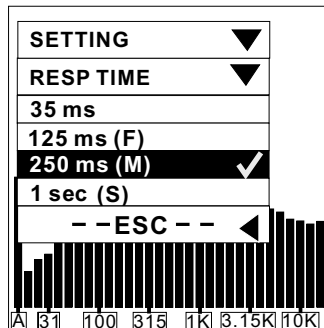 SETTING
RESP TIME
35 ms
125 ms (F)
250 ms (M)
1 sec (S)
--ESC--
A 31 100 315 1K 3.15K 10K